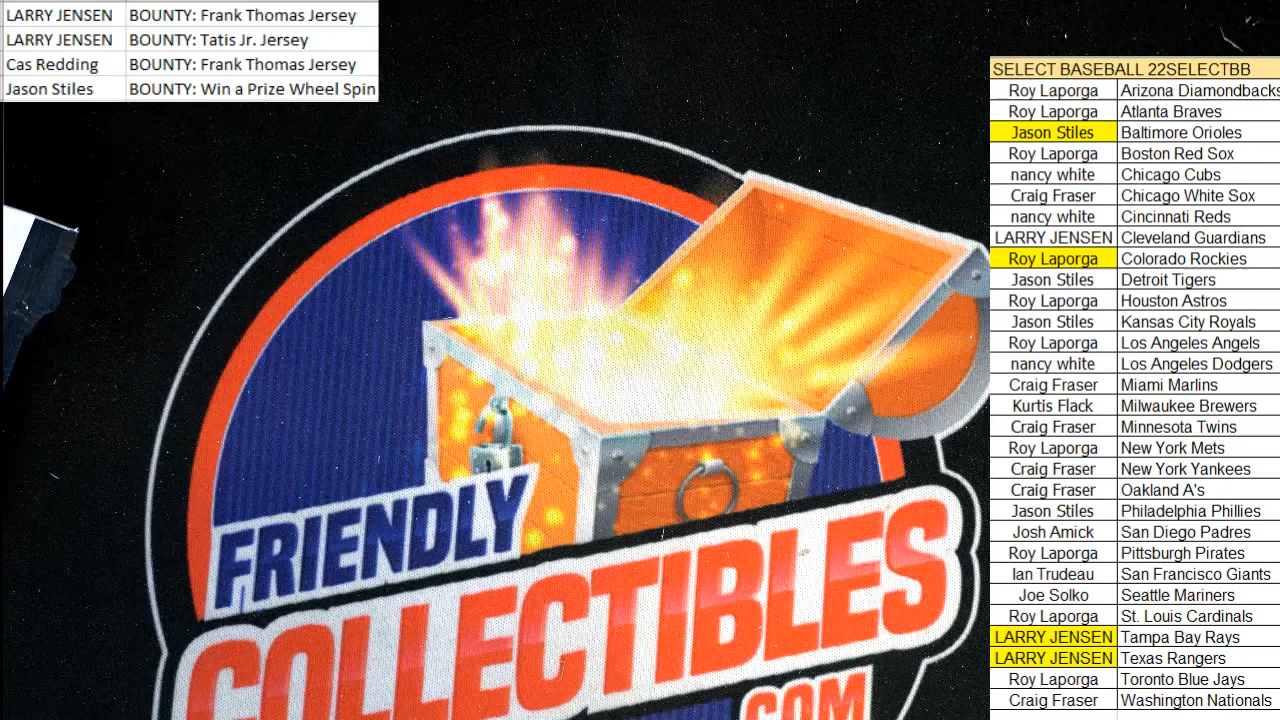 LARRY JENSEN BOUNTY: Frank Thomas Jersey
LARRY JENSEN BOUNTY: Tatis Jr. Jersey
Cas Redding BOUNTY: Frank Thomas Jersey
Jason Stiles BOUNTY: Win a Prize Wheel Spin
SELECT BASEBALL 22SELECTBB
Roy Laporga Arizona Diamondbacks
Roy Laporga Atlanta Braves
Jason Stiles Baltimore Orioles
Roy Laporga Boston Red Sox
nancy white Chicago Cubs
Craig Fraser Chicago White Sox
nancy white Cincinnati Reds
LARRY JENSEN Cleveland Guardians
Roy Laporga Colorado Rockies
Jason Stiles Detroit Tigers
Roy Laporga Houston Astros
Jason Stiles Kansas City Royals
Roy Laporga Los Angeles Angels
nancy white Los Angeles Dodgers
Craig Fraser Miami Marlins
Kurtis Flack Milwaukee Brewers
Craig Fraser Minnesota Twins
Roy Laporga New York Mets
Craig Fraser New York Yankees
Craig Fraser Oakland A's
Jason Stiles Philadelphia Phillies
Josh Amick San Diego Padres
Roy Laporga Pittsburgh Pirates
Ian Trudeau San Francisco Giants
Joe Solko Seattle Mariners
Roy Laporga St. Louis Cardinals
LARRY JENSEN Tampa Bay Rays
LARRY JENSEN Texas Rangers
Roy Laporga Toronto Blue Jays
Craig Fraser Washington Nationals
FRIENDLY
COLLECTIBLES
.COM